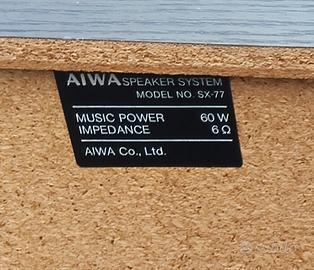 AIWA SPEAKER SYSTEM
MODEL NO. SX-77
MUSIC POWER 60 W
IMPEDANCE 6 Ω
AIWA Co., Ltd.